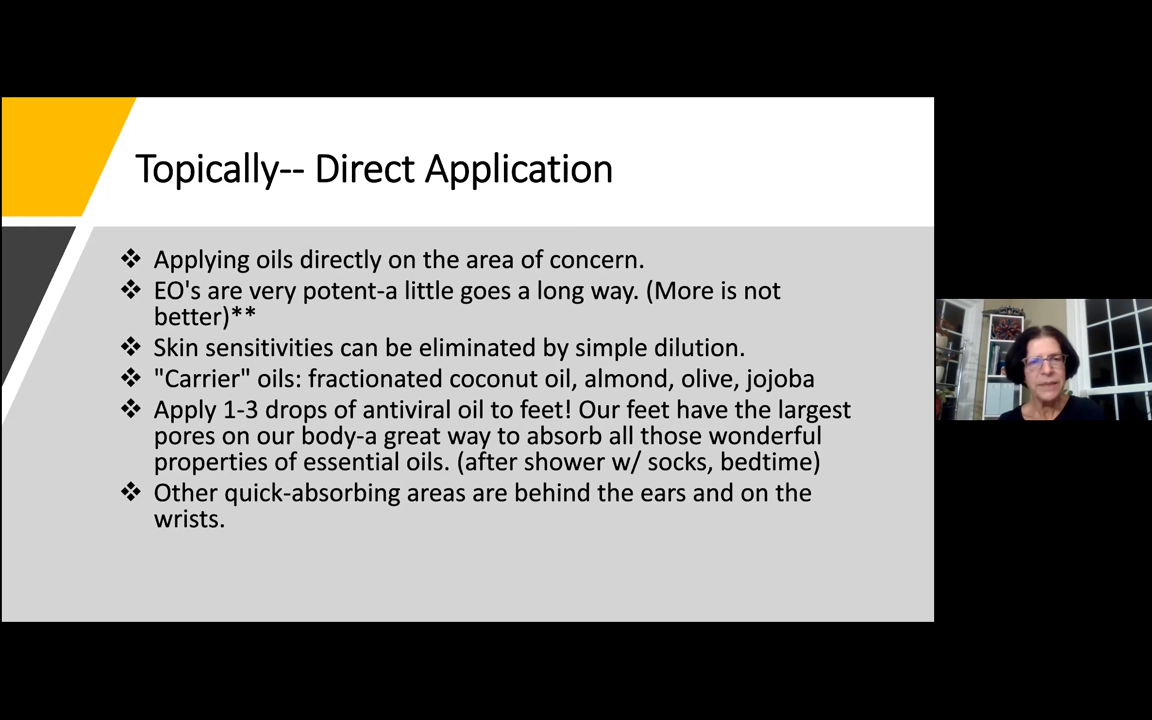 Topically-- Direct Application
❖ Applying oils directly on the area of concern.
❖ EO's are very potent-a little goes a long way. (More is not
better)**
❖ Skin sensitivities can be eliminated by simple dilution.
❖ "Carrier" oils: fractionated coconut oil, almond, olive, jojoba
❖ Apply 1-3 drops of antiviral oil to feet! Our feet have the largest
pores on our body-a great way to absorb all those wonderful
properties of essential oils. (after shower w/ socks, bedtime)
❖ Other quick-absorbing areas are behind the ears and on the
wrists.